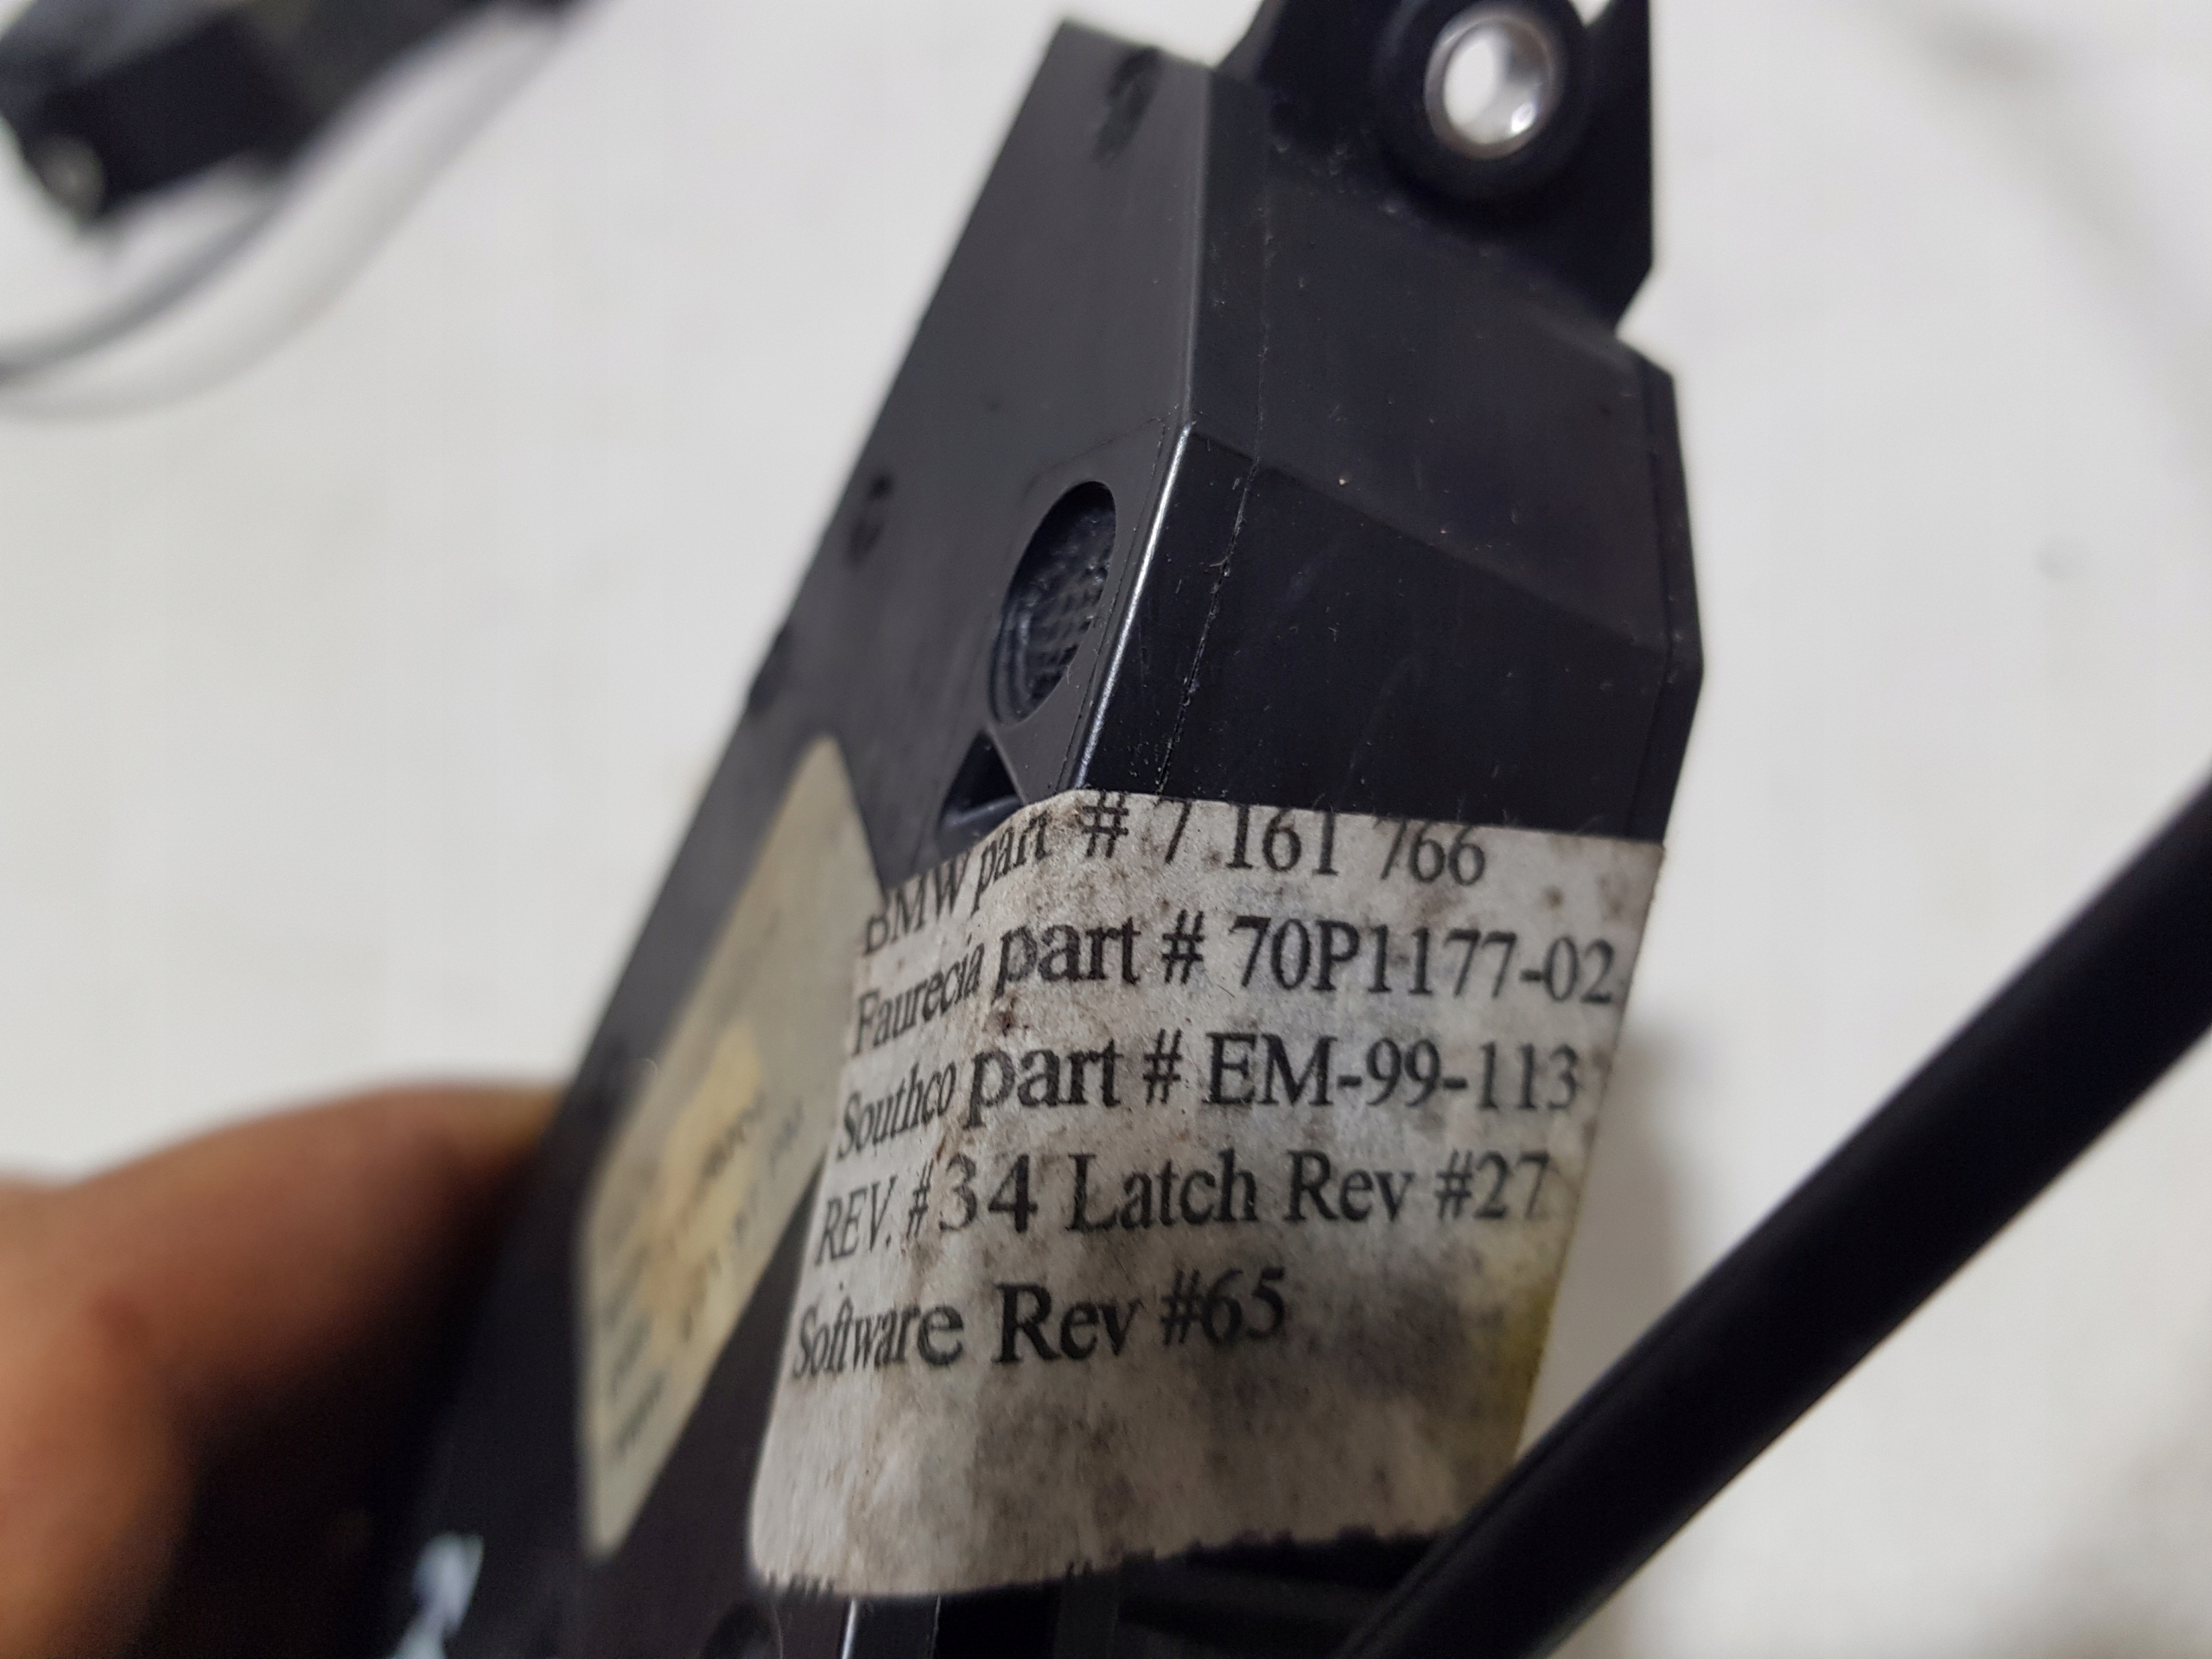 BMW part # 7 161 766
Faurecia part # 70P1177-02
Southco part # EM-99-113
REV. #34 Latch Rev #27
Software Rev #65